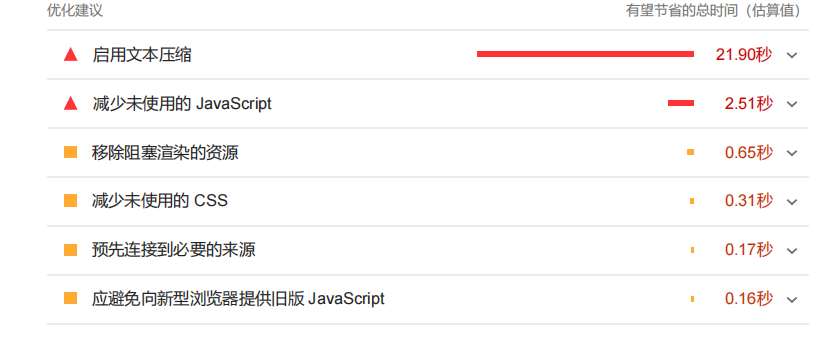 优化建议 有望节省的总时间（估算值）
启用文本压缩 21.90秒
减少未使用的 JavaScript 2.51秒
移除阻塞渲染的资源 0.65秒
减少未使用的 CSS 0.31秒
预先连接到必要的来源 0.17秒
应避免向新型浏览器提供旧版 JavaScript 0.16秒